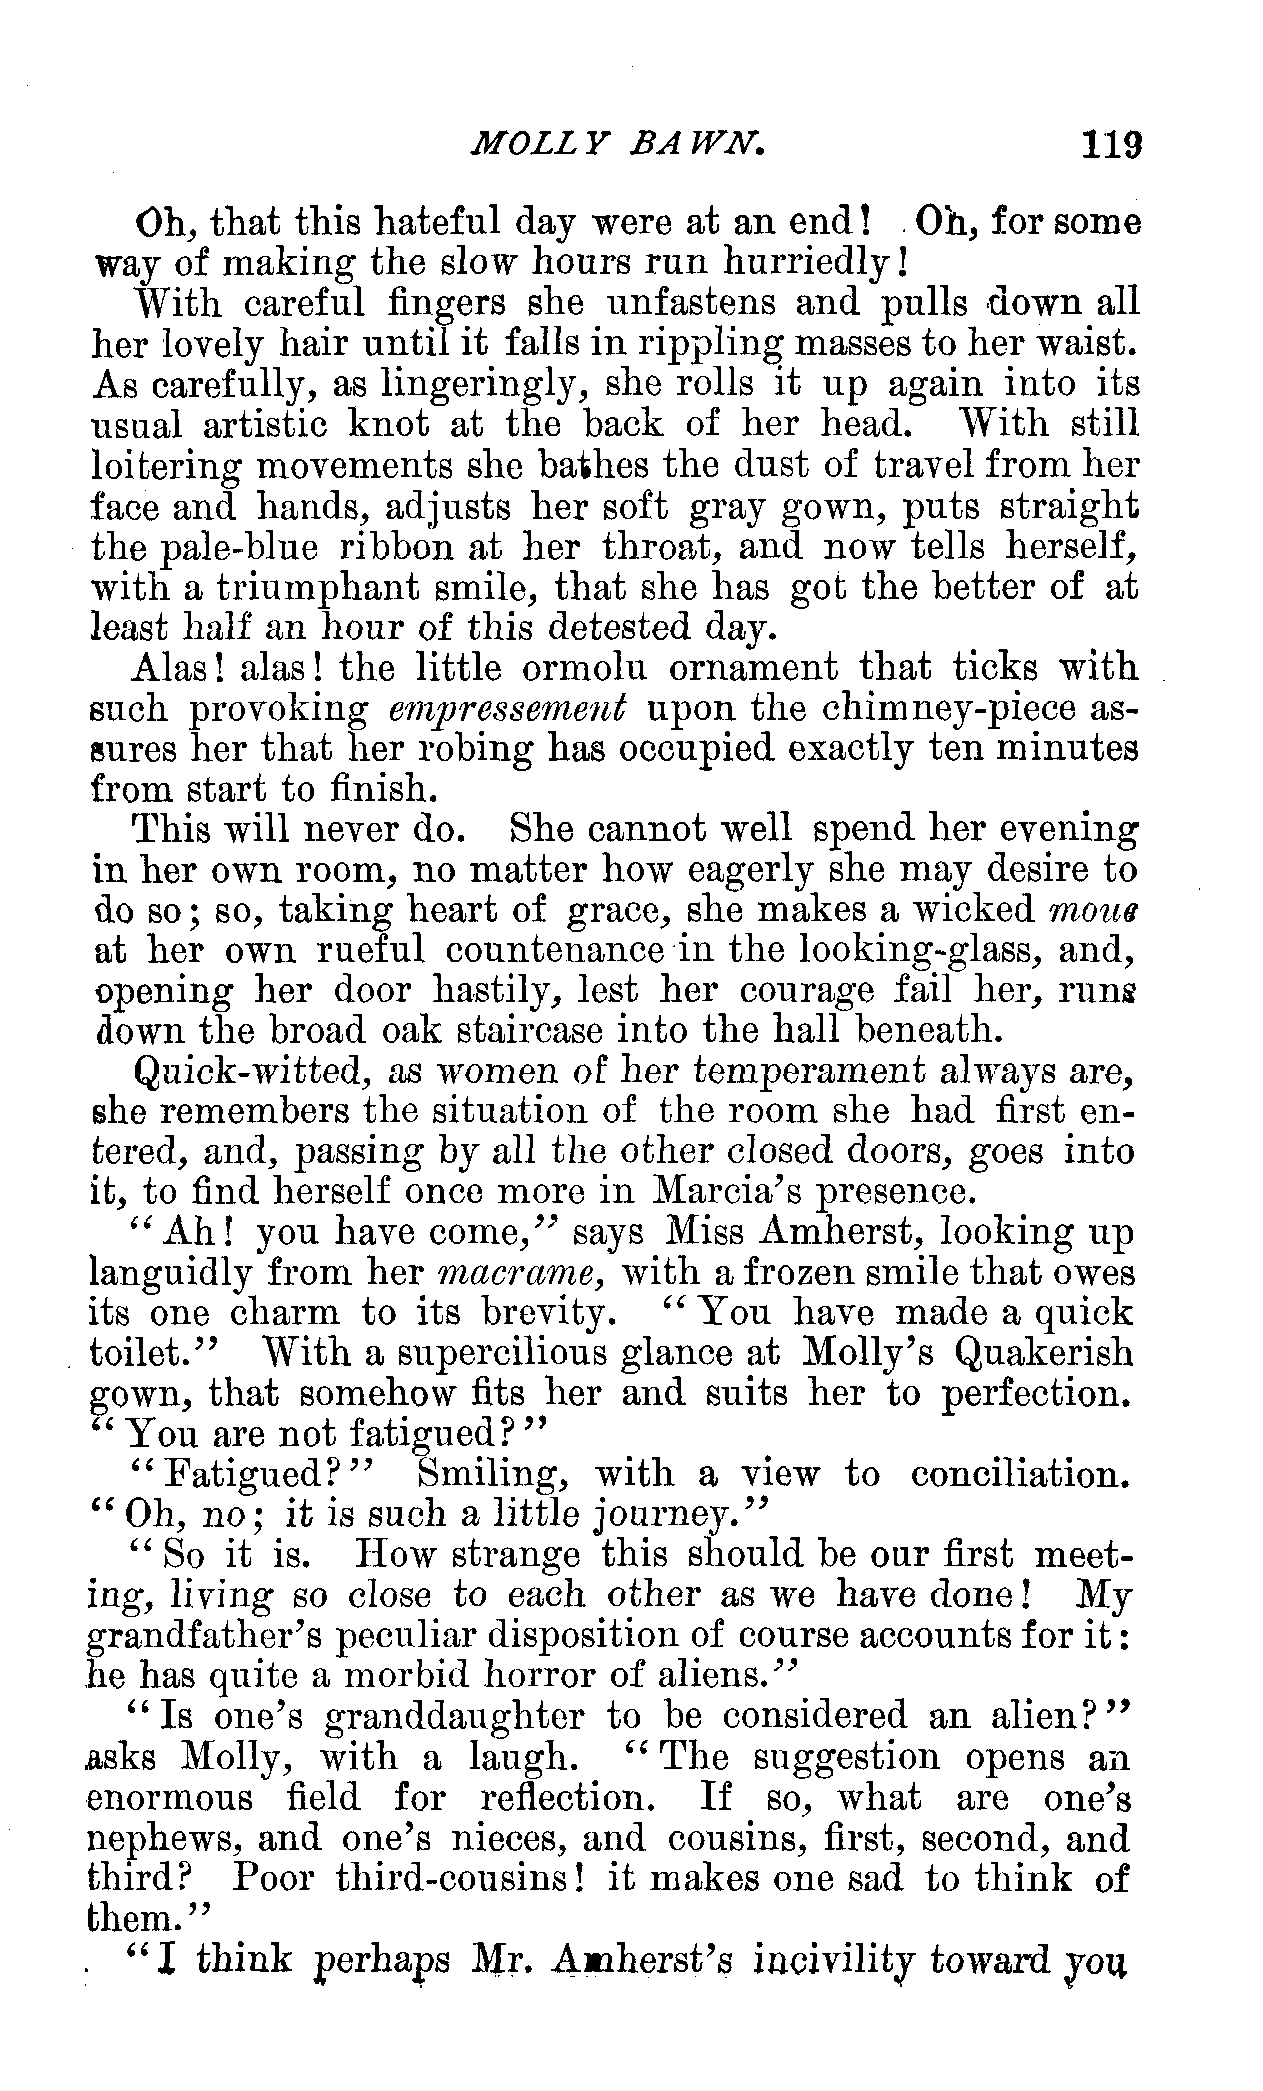 MOLLY BAWN. 119
Oh, that this hateful day were at an end! Oh, for some
way of making the slow hours run hurriedly!
With careful fingers she unfastens and pulls down all
her lovely hair until it falls in rippling masses to her waist.
As carefully, as lingeringly, she rolls it up again into its
usual artistic knot at the back of her head. With still
loitering movements she bathes the dust of travel from her
face and hands, adjusts her soft gray gown, puts straight
the pale-blue ribbon at her throat, and now tells herself,
with a triumphant smile, that she has got the better of at
least half an hour of this detested day.
Alas! alas! the little ormolu ornament that ticks with
such provoking empressement upon the chimney-piece as-
sures her that her robing has occupied exactly ten minutes
from start to finish.
This will never do. She cannot well spend her evening
in her own room, no matter how eagerly she may desire to
do so; so, taking heart of grace, she makes a wicked moue
at her own rueful countenance in the looking-glass, and,
opening her door hastily, lest her courage fail her, runs
down the broad oak staircase into the hall beneath.
Quick-witted, as women of her temperament always are,
she remembers the situation of the room she had first en-
tered, and, passing by all the other closed doors, goes into
it, to find herself once more in Marcia's presence.
"Ah! you have come," says Miss Amherst, looking up
languidly from her macrame, with a frozen smile that owes
its one charm to its brevity. "You have made a quick
toilet." With a supercilious glance at Molly's Quakerish
gown, that somehow fits her and suits her to perfection.
"You are not fatigued?"
"Fatigued?" Smiling, with a view to conciliation.
"Oh, no; it is such a little journey."
"So it is. How strange this should be our first meet-
ing, living so close to each other as we have done! My
grandfather's peculiar disposition of course accounts for it:
he has quite a morbid horror of aliens."
"Is one's granddaughter to be considered an alien?"
asks Molly, with a laugh. "The suggestion opens an
enormous field for reflection. If so, what are one's
nephews, and one's nieces, and cousins, first, second, and
third? Poor third-cousins! it makes one sad to think of
them."
"I think perhaps Mr. Amherst's incivility toward you